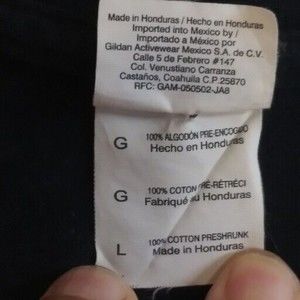 Made in Honduras / Hecho en Honduras
Imported into Mexico by /
Importado a México por
Gildan Activewear Mexico S.A. de C.V.
Calle 5 de Febrero #147
Col. Venustiano Carranza
Castaños, Coahuila C.P. 25870
RFC: GAM-050502-JA8
100% ALGODÓN PRE-ENCOGIDO
G Hecho en Honduras
100% COTON PRÉ-RÉTRÉCI
G Fabriqué au Honduras
100% COTTON PRESHRUNK
L Made in Honduras